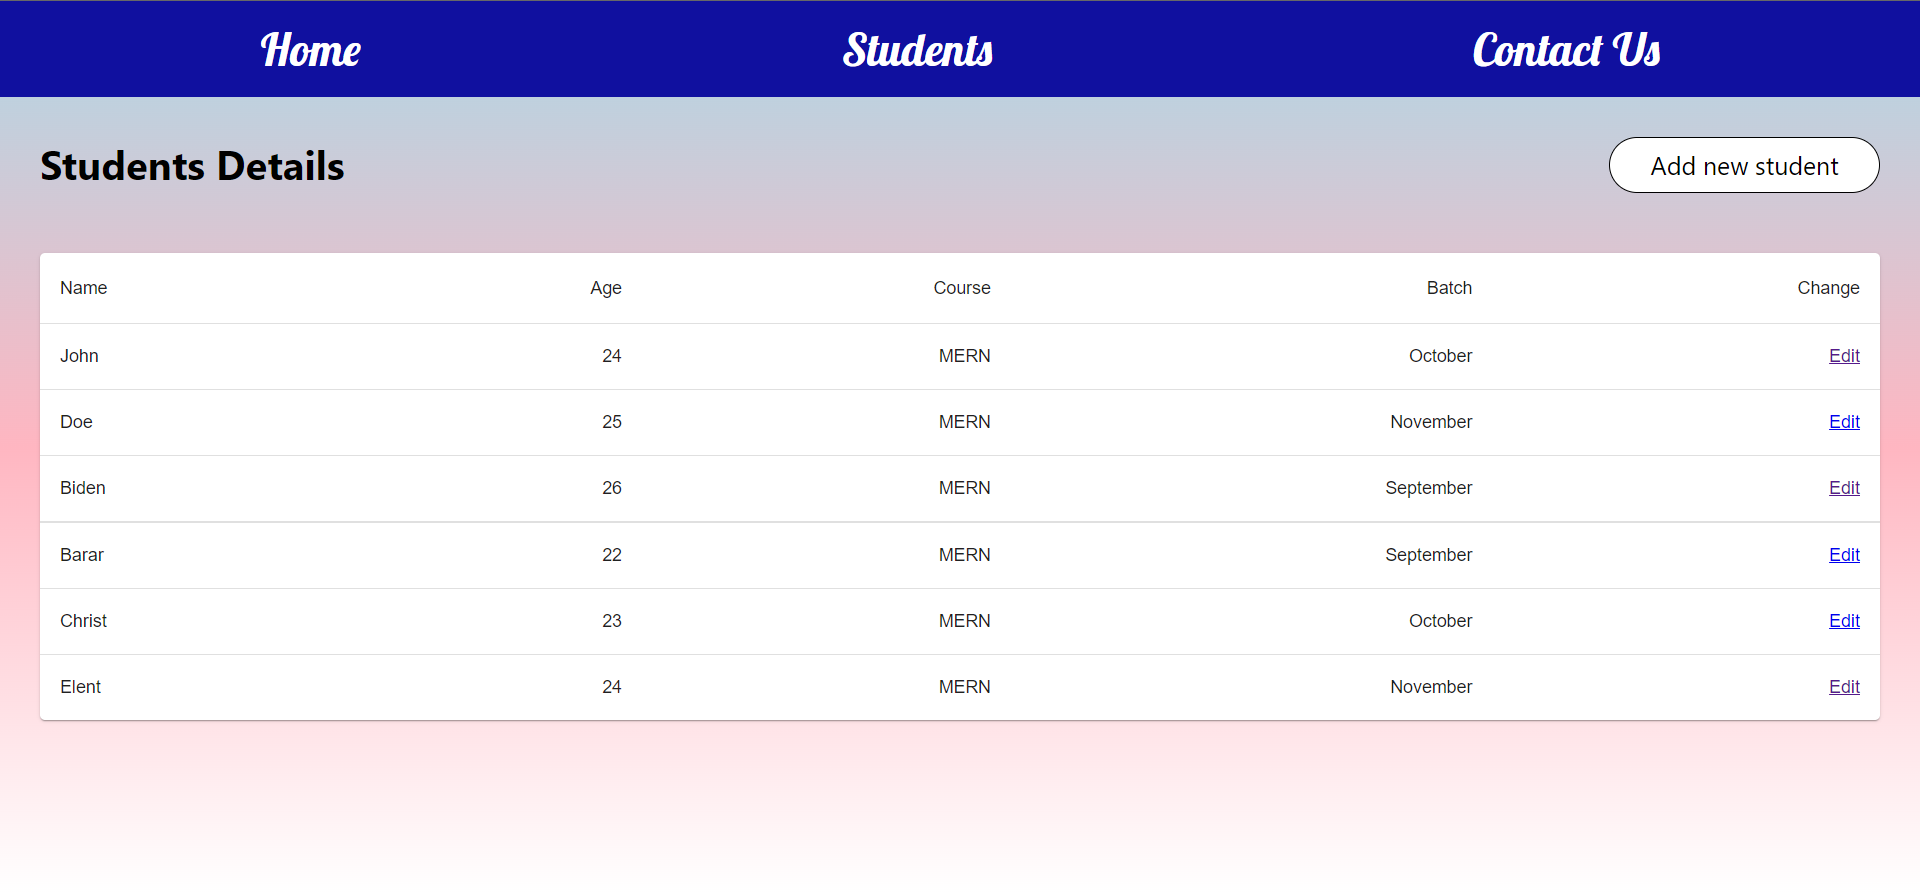 Home Students Contact Us
Students Details Add new student
Name Age Course Batch Change
John 24 MERN October Edit
Doe 25 MERN November Edit
Biden 26 MERN September Edit
Barar 22 MERN September Edit
Christ 23 MERN October Edit
Elent 24 MERN November Edit